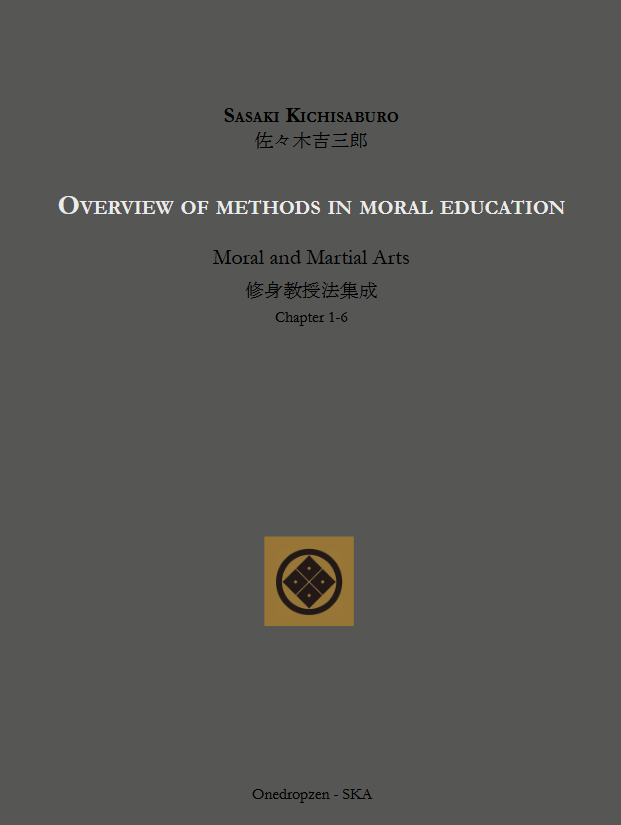 Sasaki Kichisaburo
佐々木吉三郎
Overview of methods in moral education
Moral and Martial Arts
修身教授法集成
Chapter 1-6
Onedropzen - SKA